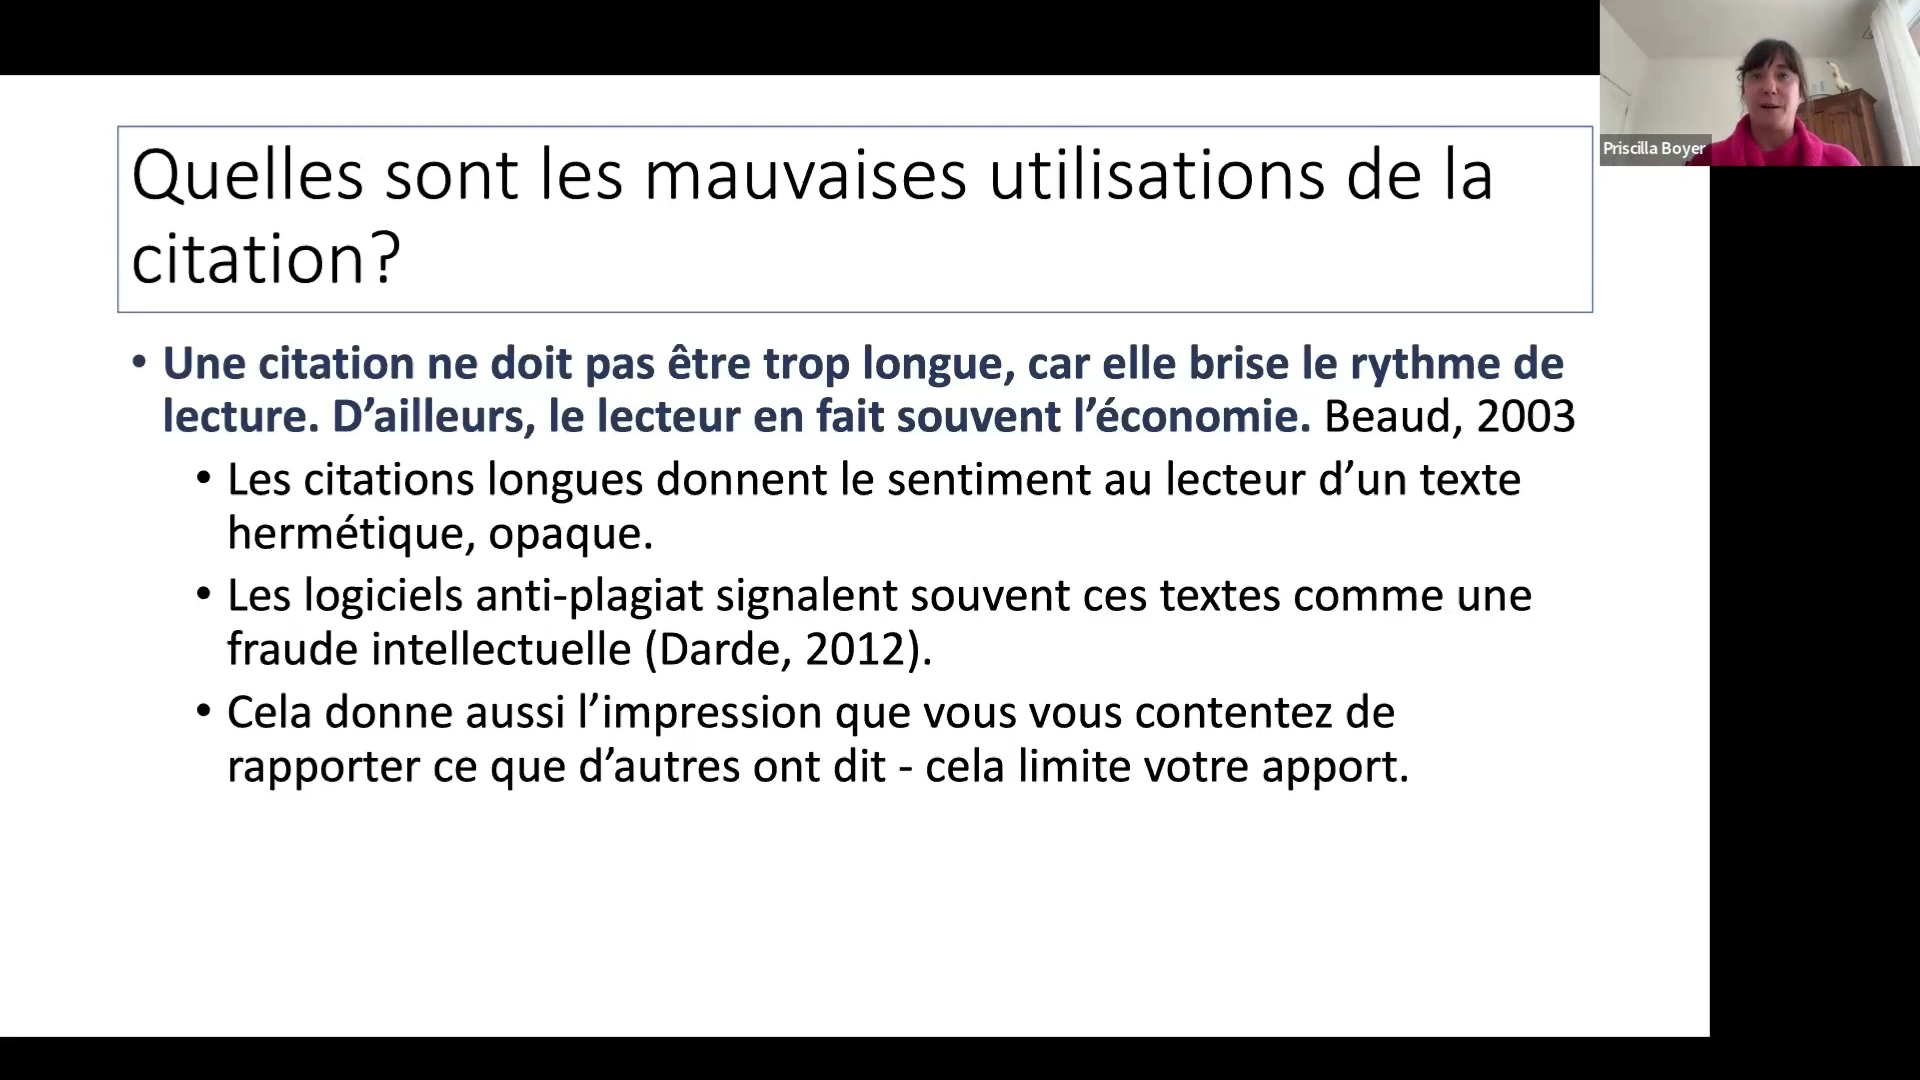 Quelles sont les mauvaises utilisations de la
citation?
• Une citation ne doit pas être trop longue, car elle brise le rythme de
lecture. D’ailleurs, le lecteur en fait souvent l’économie. Beaud, 2003
• Les citations longues donnent le sentiment au lecteur d’un texte
hermétique, opaque.
• Les logiciels anti-plagiat signalent souvent ces textes comme une
fraude intellectuelle (Darde, 2012).
• Cela donne aussi l’impression que vous vous contentez de
rapporter ce que d’autres ont dit - cela limite votre apport.
Priscilla Boyer